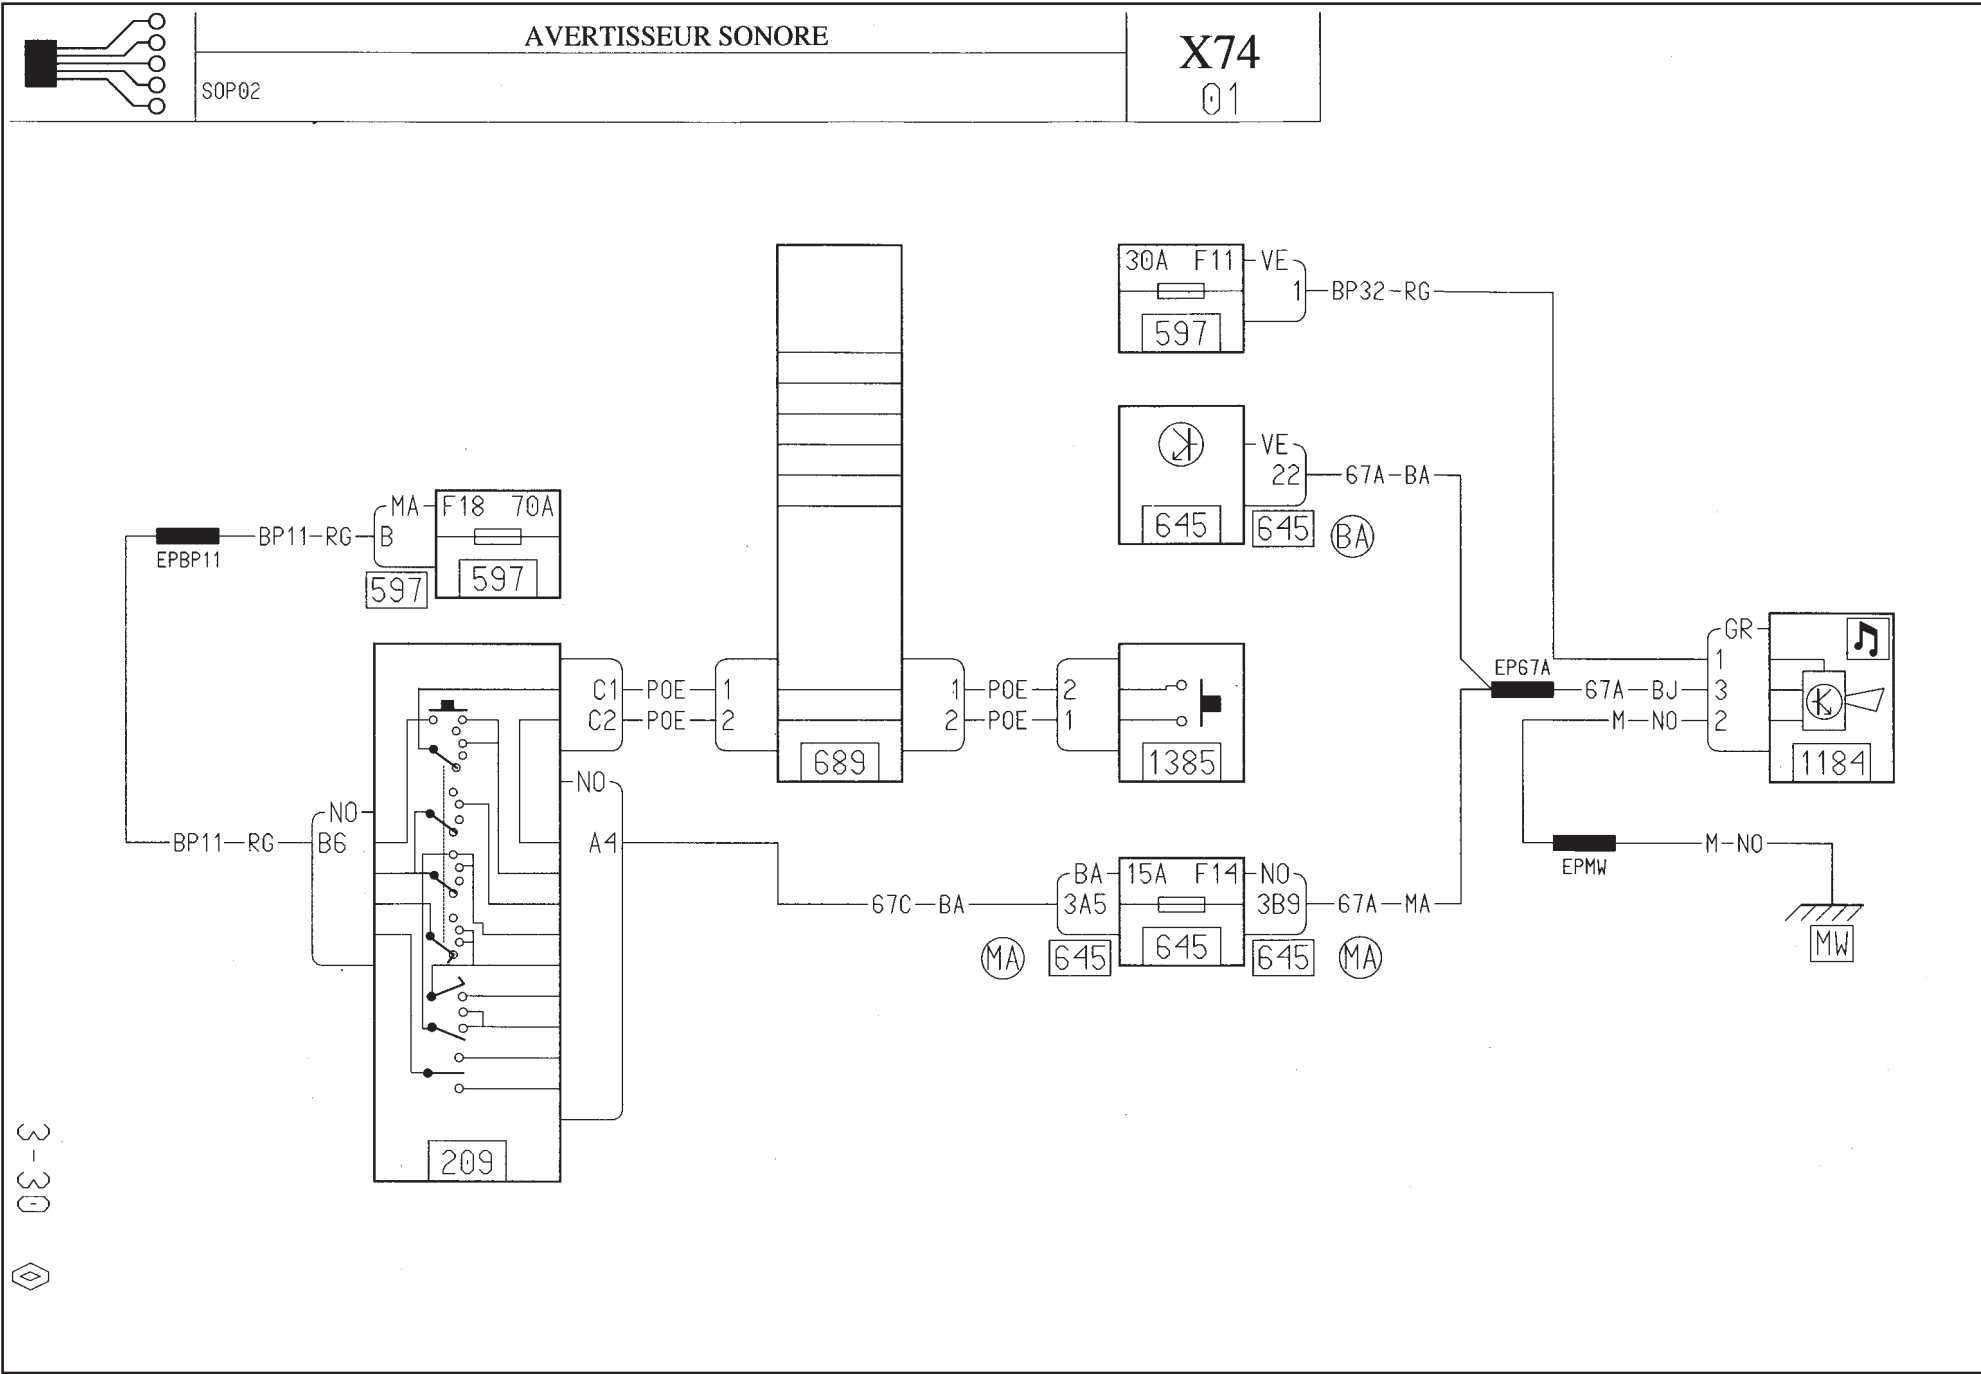 AVERTISSEUR SONORE
X74
SOP02
01
30A F11 VE
1 BP32-RG
597
VE
22 67A-BA
645 645 BA
MA F18 70A
EPBP11 BP11-RG B
597 597
GR
1
EP67A 67A-BJ 3
M-NO 2
1184
C1 POE 1 1 POE 2
C2 POE 2 2 POE 1
689 1385
NO
NO
BP11-RG B6 A4
EPMW M-NO
MW
BA 15A F14 NO
67C-BA 3A5 3B9 67A-MA
MA 645 645 645 MA
209
3-30